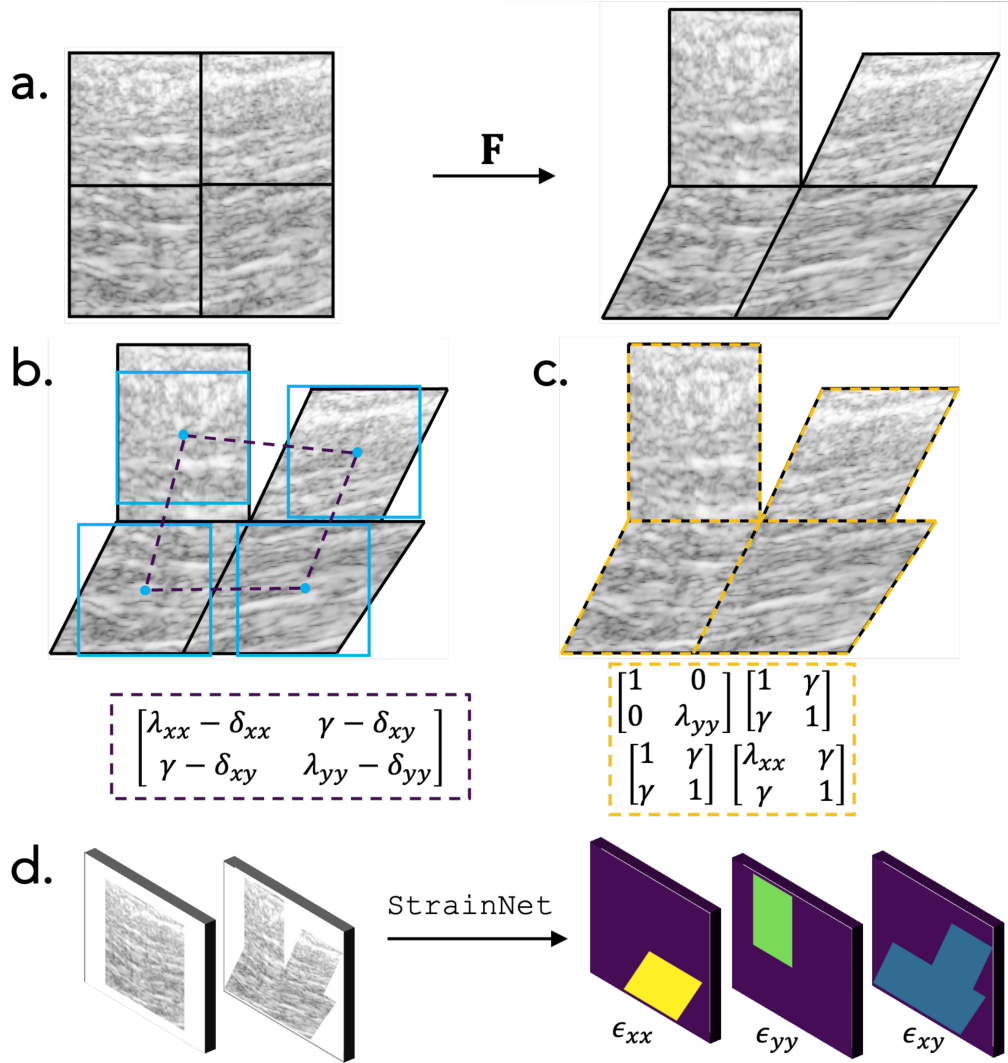 a.
F
b.
c.
[λxx − δxx γ − δxy]
[γ − δxy λyy − δyy]
[1 0] [1 γ]
[0 λyy] [γ 1]
[1 γ] [λxx γ]
[γ 1] [γ 1]
d.
StrainNet
ϵxx
ϵyy
ϵxy